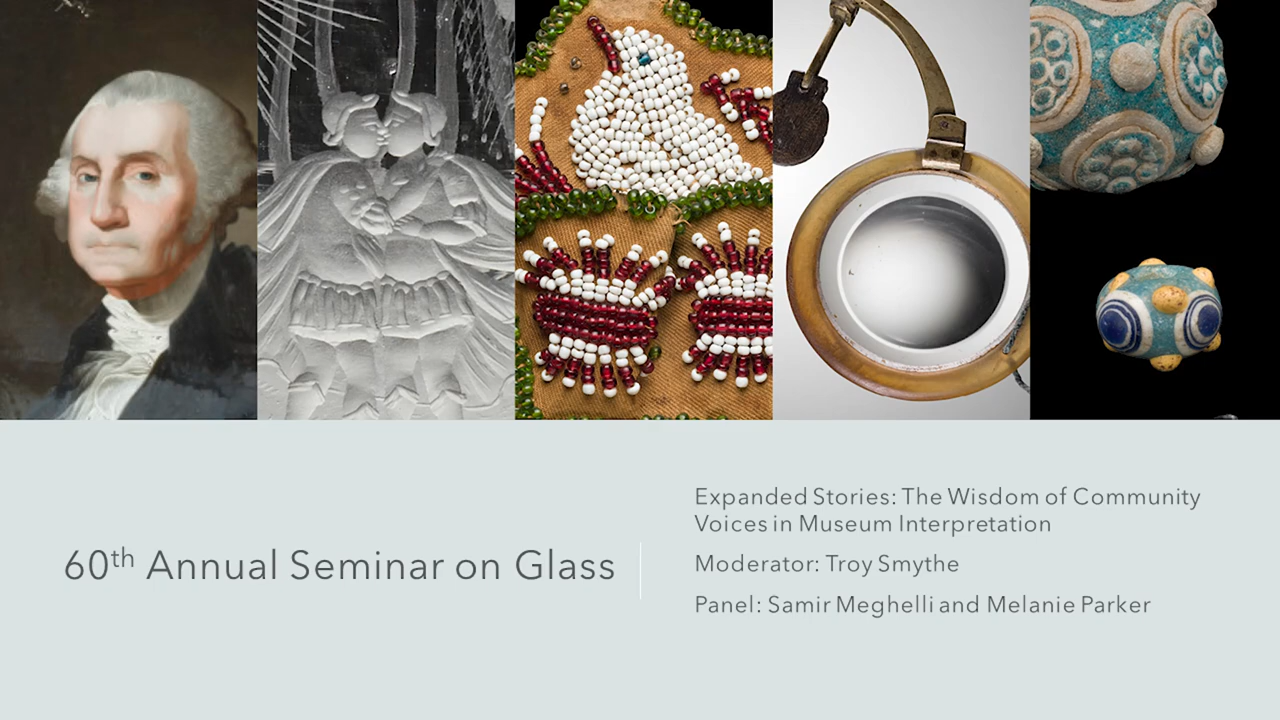 60th Annual Seminar on Glass
Expanded Stories: The Wisdom of Community
Voices in Museum Interpretation
Moderator: Troy Smythe
Panel: Samir Meghelli and Melanie Parker